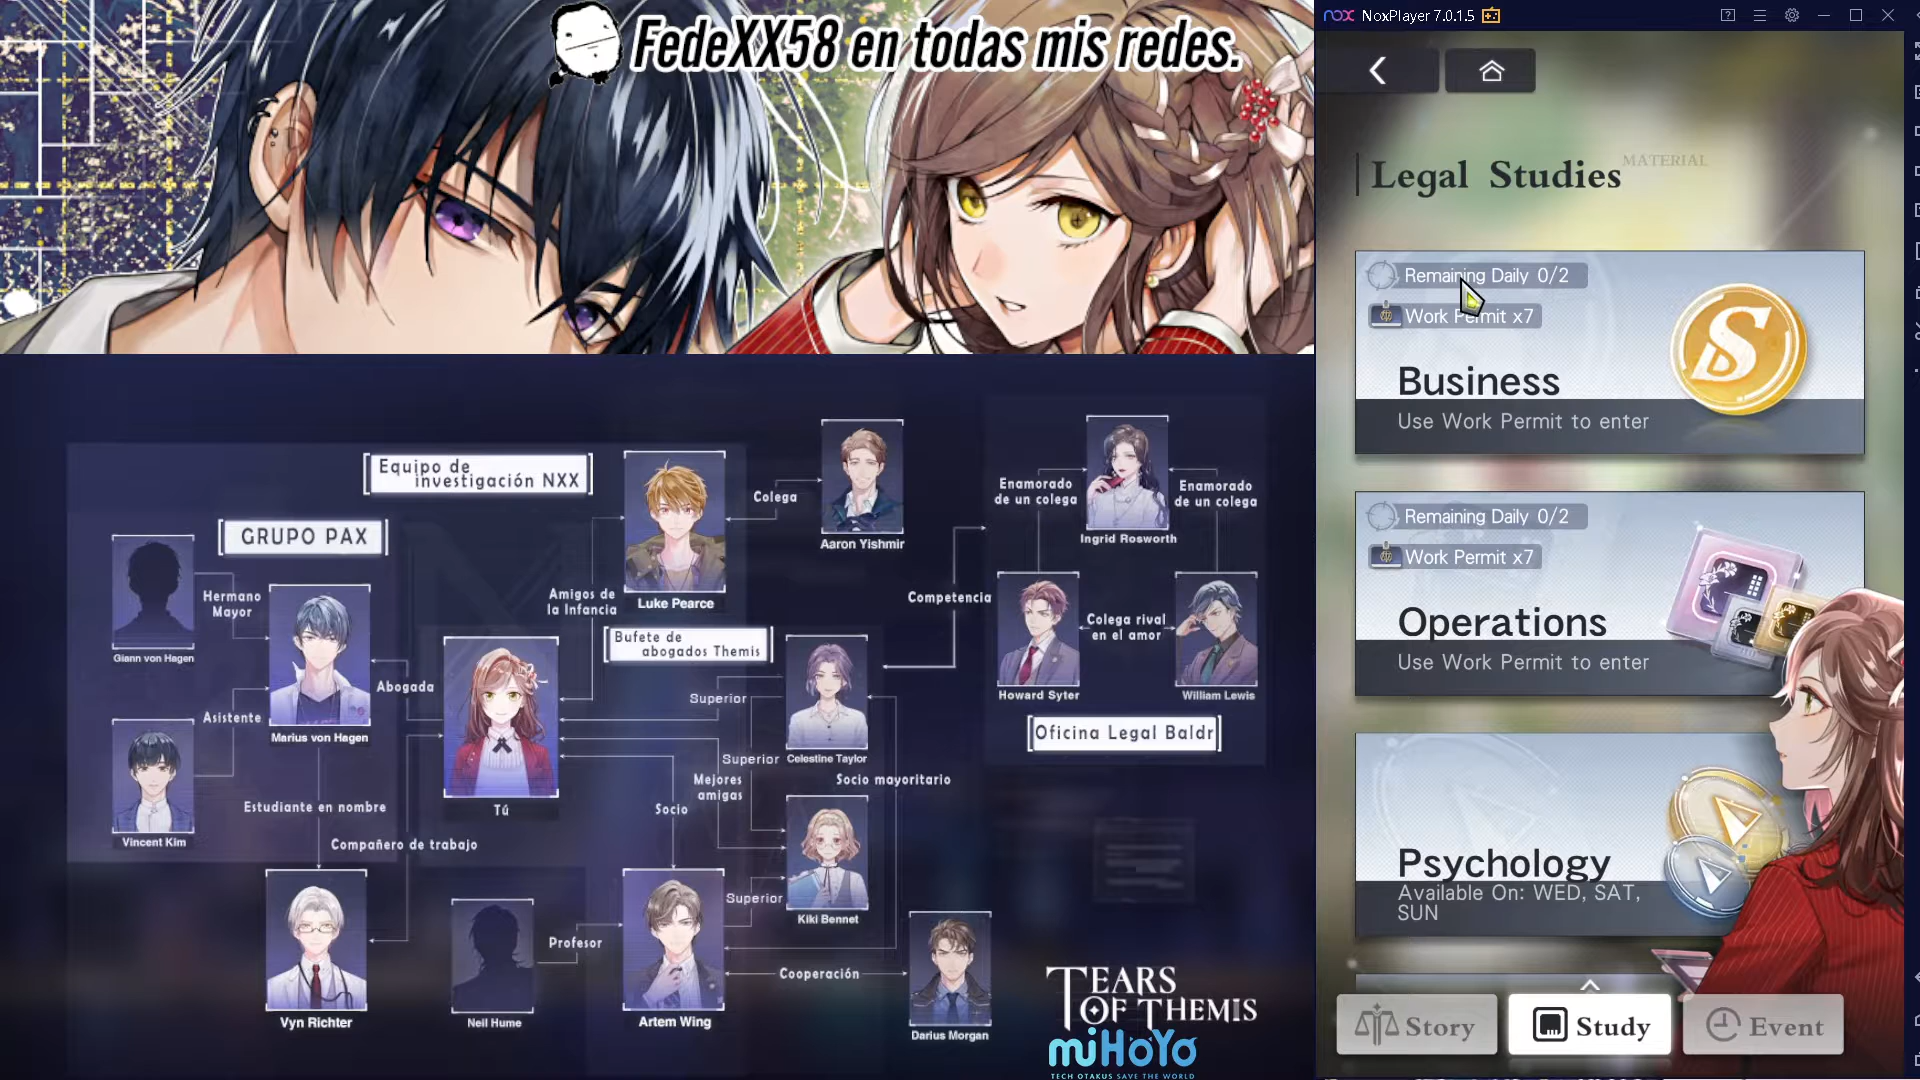 FedeXX58 en todas mis redes.
Equipo de
investigación NXX
GRUPO PAX
Hermano
Mayor
Giann von Hagen
Asistente
Marius von Hagen
Vincent Kim
Abogada
Estudiante en nombre
Compañero de trabajo
Vyn Richter
Tú
Amigos de
la Infancia
Luke Pearce
Colega
Aaron Yishmir
Bufete de
abogados Themis
Superior
Superior
Celestine Taylor
Mejores
amigas
Socio
Socio mayoritario
Superior
Kiki Bennet
Neil Hume
Profesor
Artem Wing
Cooperación
Darius Morgan
Competencia
Enamorado
de un colega
Ingrid Rosworth
Enamorado
de un colega
Howard Syter
Colega rival
en el amor
William Lewis
Oficina Legal Baldr
TEARS
OF THEMIS
miHoYo
TECH OTAKUS SAVE THE WORLD
nox NoxPlayer 7.0.1.5
Legal Studies
MATERIAL
Remaining Daily 0/2
Work Permit x7
Business
Use Work Permit to enter
Remaining Daily 0/2
Work Permit x7
Operations
Use Work Permit to enter
Psychology
Available On: WED, SAT,
SUN
Story
Study
Event